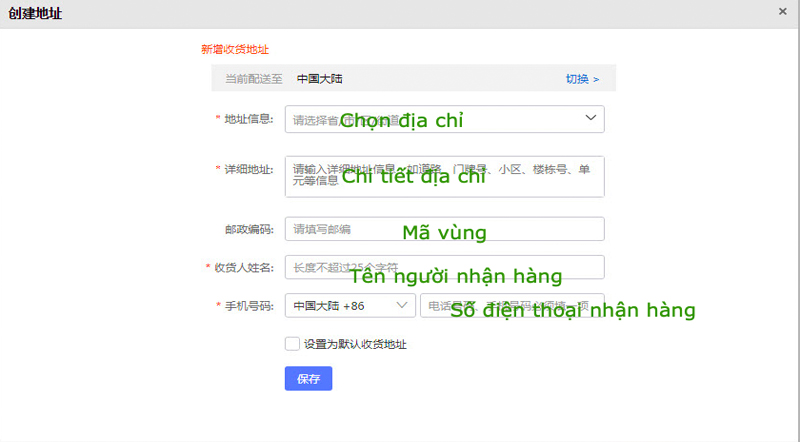 创建地址 ×
新增收货地址
当前配送至 中国大陆 切换 >
* 地址信息: 请选择省 Chọn địa chỉ
* 详细地址: 请输入详细地址信息，如道路、门牌号、小区、楼栋号、单
元等信息 Chi tiết địa chỉ
邮政编码: 请填写邮编 Mã vùng
* 收货人姓名: 长度不超过25个字符 Tên người nhận hàng
* 手机号码: 中国大陆 +86 电话号码、手机号码必须填一项 Số điện thoại nhận hàng
设置为默认收货地址
保存